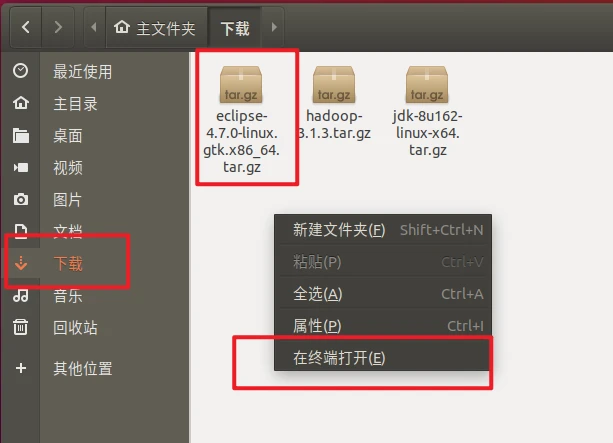 主文件夹
下载
最近使用
主目录
桌面
视频
图片
文档
下载
音乐
回收站
其他位置
tar.gz
eclipse-
4.7.0-linux.
gtk.x86_64.
tar.gz
tar.gz
hadoop-
3.1.3.tar.gz
tar.gz
jdk-8u162-
linux-x64.
tar.gz
新建文件夹(F) Shift+Ctrl+N
粘贴(P) Ctrl+V
全选(A) Ctrl+A
属性(P) Ctrl+I
在终端打开(E)